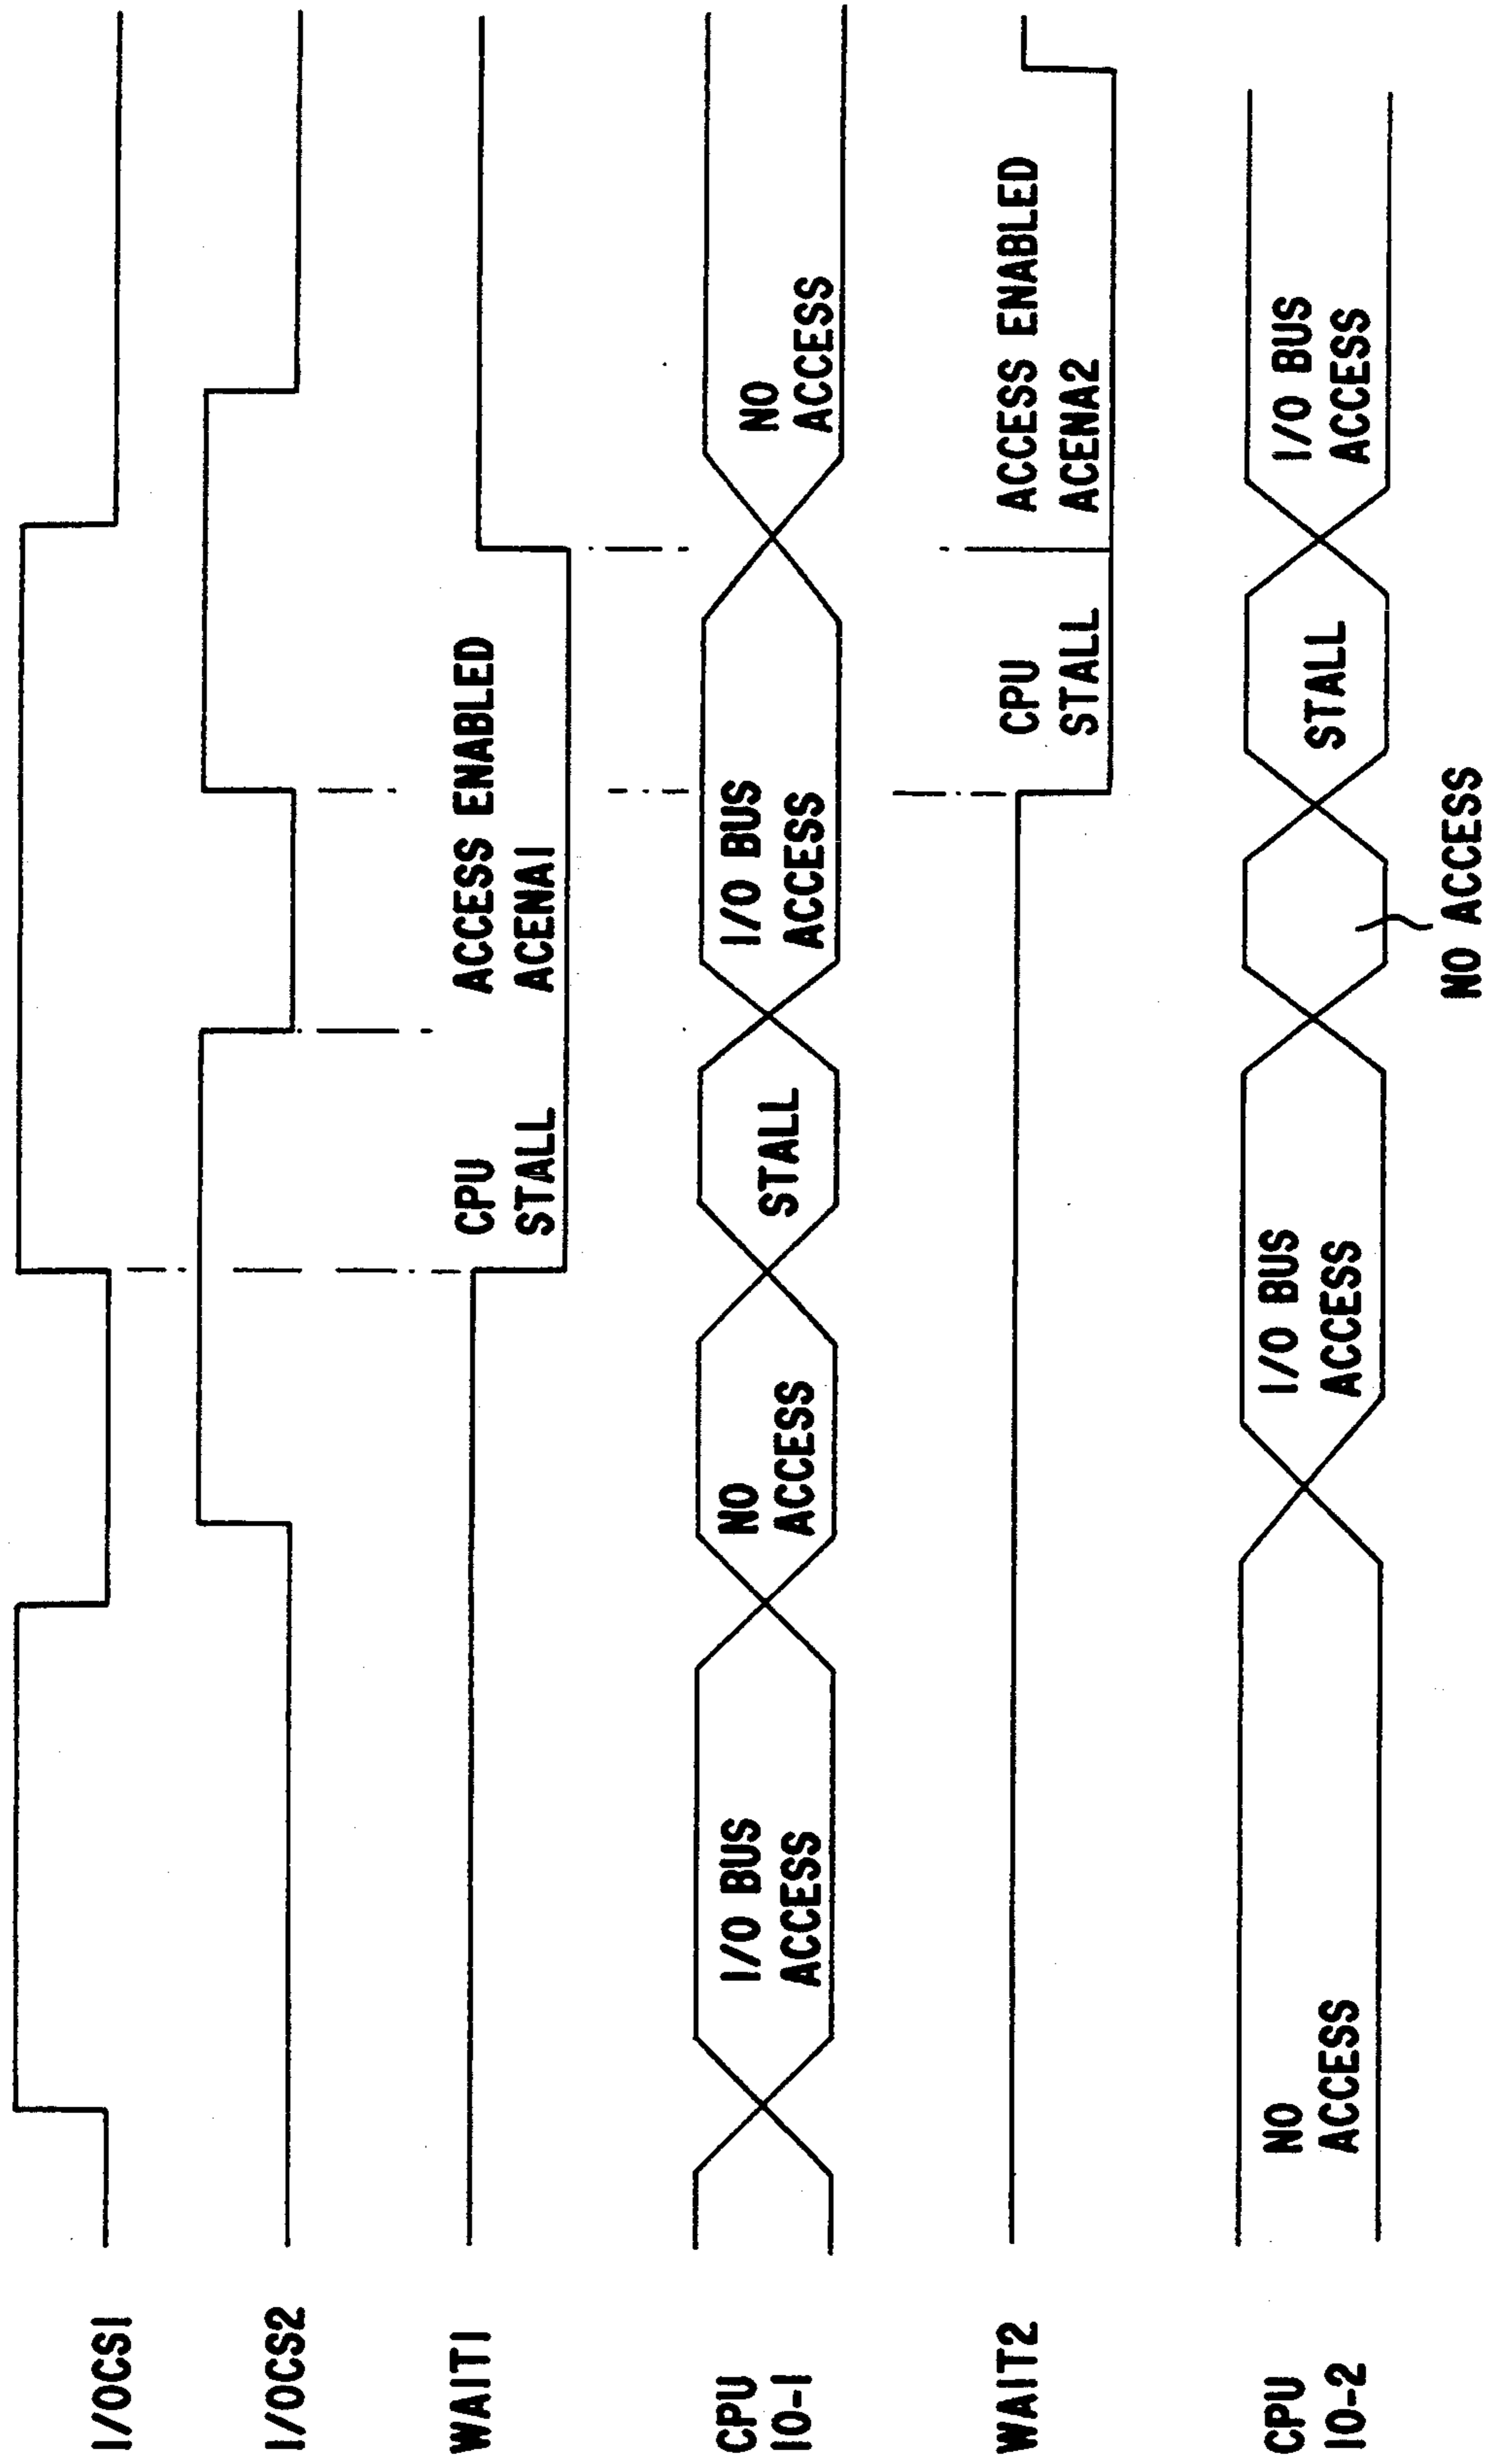 I/OCS1
I/OCS2
CPU
STALL
ACCESS ENABLED
ACENA1
WAIT1
CPU
10-1
I/O BUS
ACCESS
NO
ACCESS
STALL
I/O BUS
ACCESS
NO
ACCESS
WAIT2
CPU
STALL
ACCESS ENABLED
ACENA2
CPU
10-2
NO
ACCESS
I/O BUS
ACCESS
NO ACCESS
STALL
I/O BUS
ACCESS